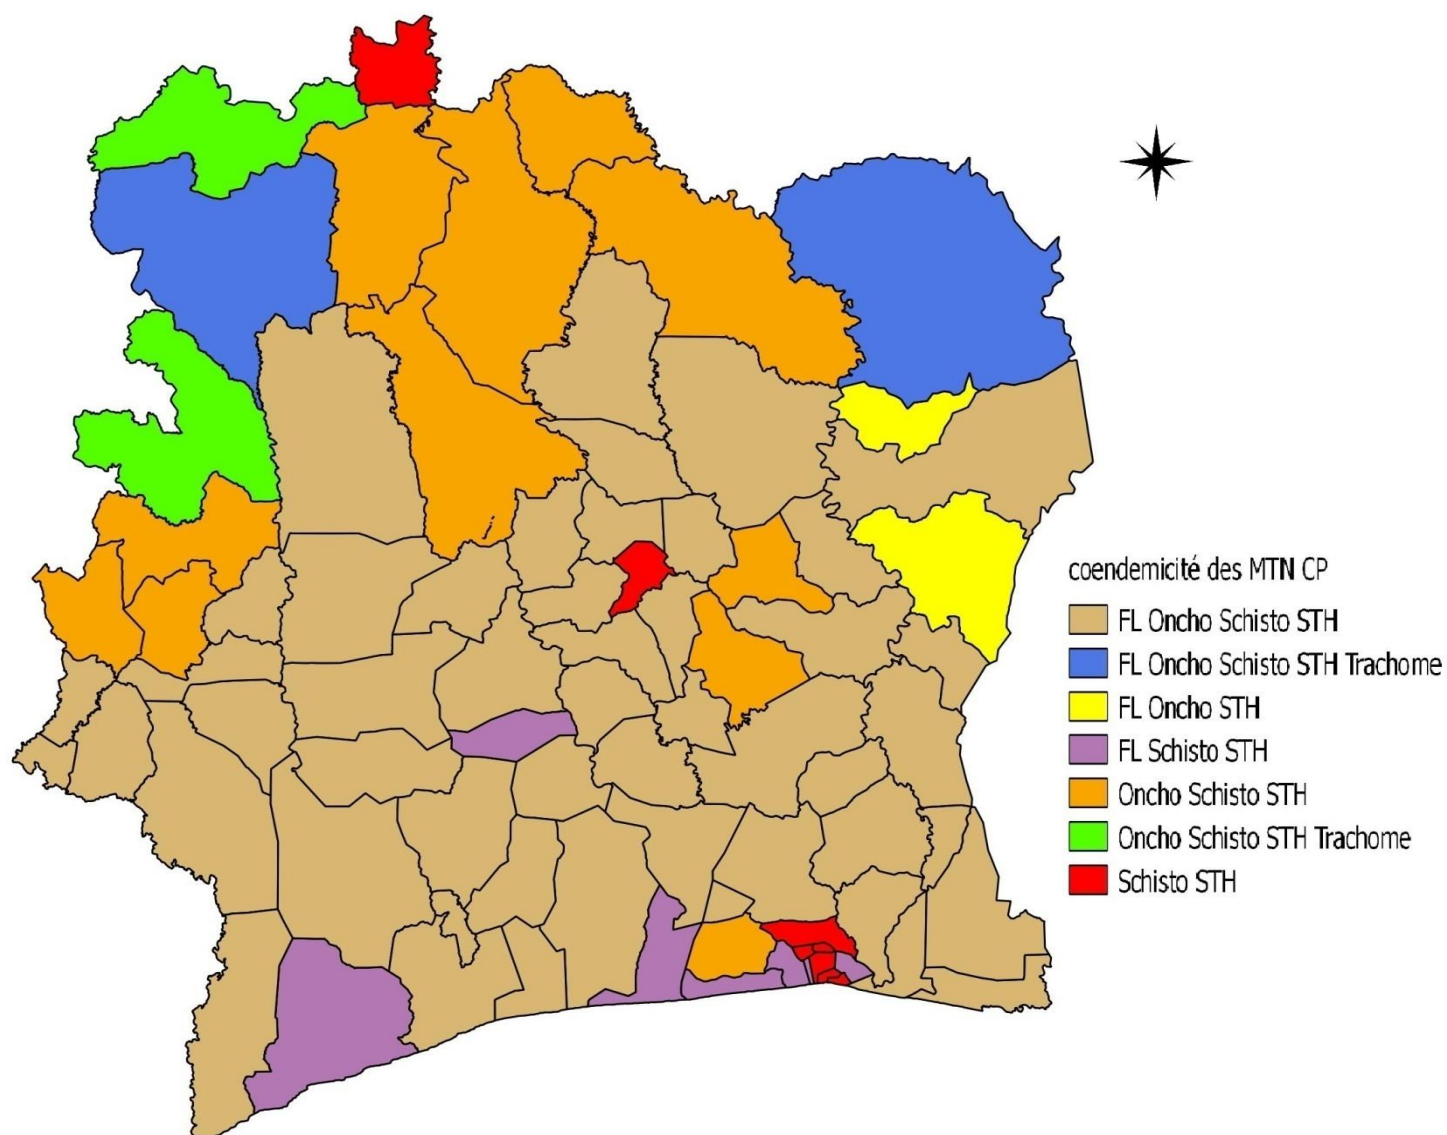 coendemicité des MTN CP
FL Oncho Schisto STH
FL Oncho Schisto STH Trachome
FL Oncho STH
FL Schisto STH
Oncho Schisto STH
Oncho Schisto STH Trachome
Schisto STH